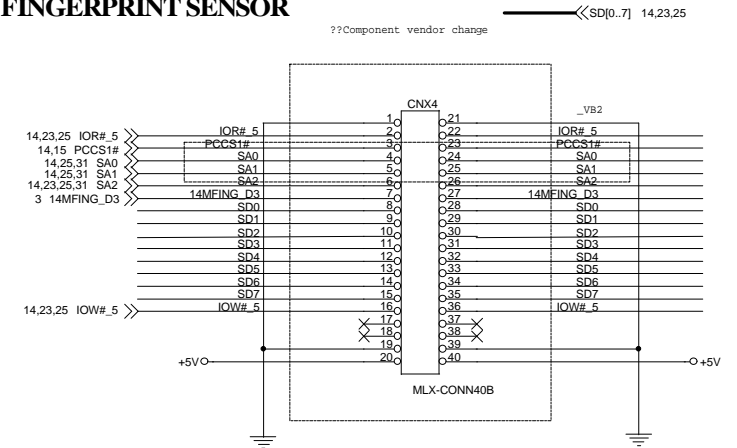 FINGERPRINT SENSOR
SD[0..7] 14,23,25
??Component vendor change
CNX4
_VB2
1 21
14,23,25 IOR#_5 IOR#_5 2 22 IOR#_5
14,15 PCCS1# PCCS1# 3 23 PCCS1#
14,25,31 SA0 SA0 4 24 SA0
14,25,31 SA1 SA1 5 25 SA1
14,23,25,31 SA2 SA2 6 26 SA2
3 14MFING_D3 14MFING_D3 7 27 14MFING_D3
SD0 8 28 SD0
SD1 9 29 SD1
SD2 10 30 SD2
SD3 11 31 SD3
SD4 12 32 SD4
SD5 13 33 SD5
SD6 14 34 SD6
SD7 15 35 SD7
14,23,25 IOW#_5 IOW#_5 16 36 IOW#_5
17 37
18 38
19 39
+5V 20 40 +5V
MLX-CONN40B